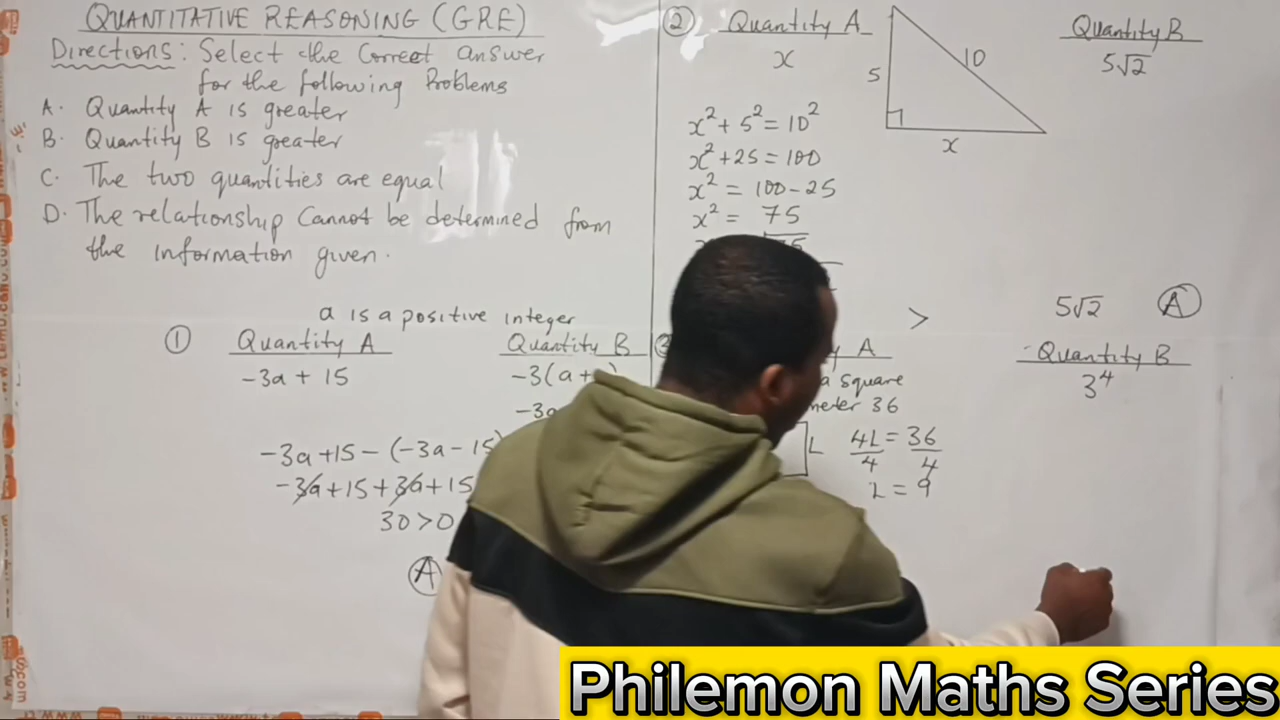 QUANTITATIVE REASONING (GRE)
Directions: Select the Correct answer
for the following Problems
A. Quantity A is greater
B. Quantity B is greater
C. The two quantities are equal
D. The relationship Cannot be determined from
the information given.
a is a positive integer
① Quantity A Quantity B
-3a + 15 -3(a+
-3a
-3a+15-(-3a-15)
-3a+15+3a+15
30>0
Ⓐ
② Quantity A Quantity B
x 5√2
5
10
x
x²+5²=10²
x²+25=100
x² = 100-25
x² = 75
> 5√2 Ⓐ
A Quantity B
a square 3⁴
36
L 4L = 36
4 4
L = 9
Philemon Maths Series